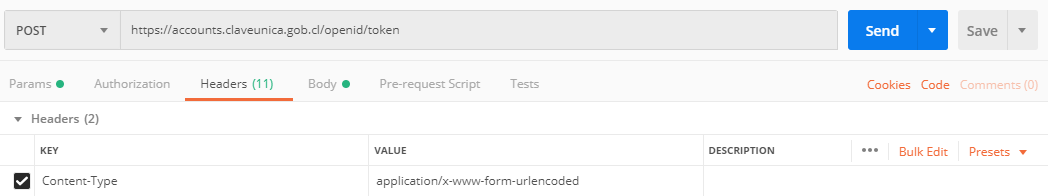 POST https://accounts.claveunica.gob.cl/openid/token Send Save
Params Authorization Headers (11) Body Pre-request Script Tests Cookies Code Comments (0)
Headers (2)
KEY VALUE DESCRIPTION ••• Bulk Edit Presets
Content-Type application/x-www-form-urlencoded